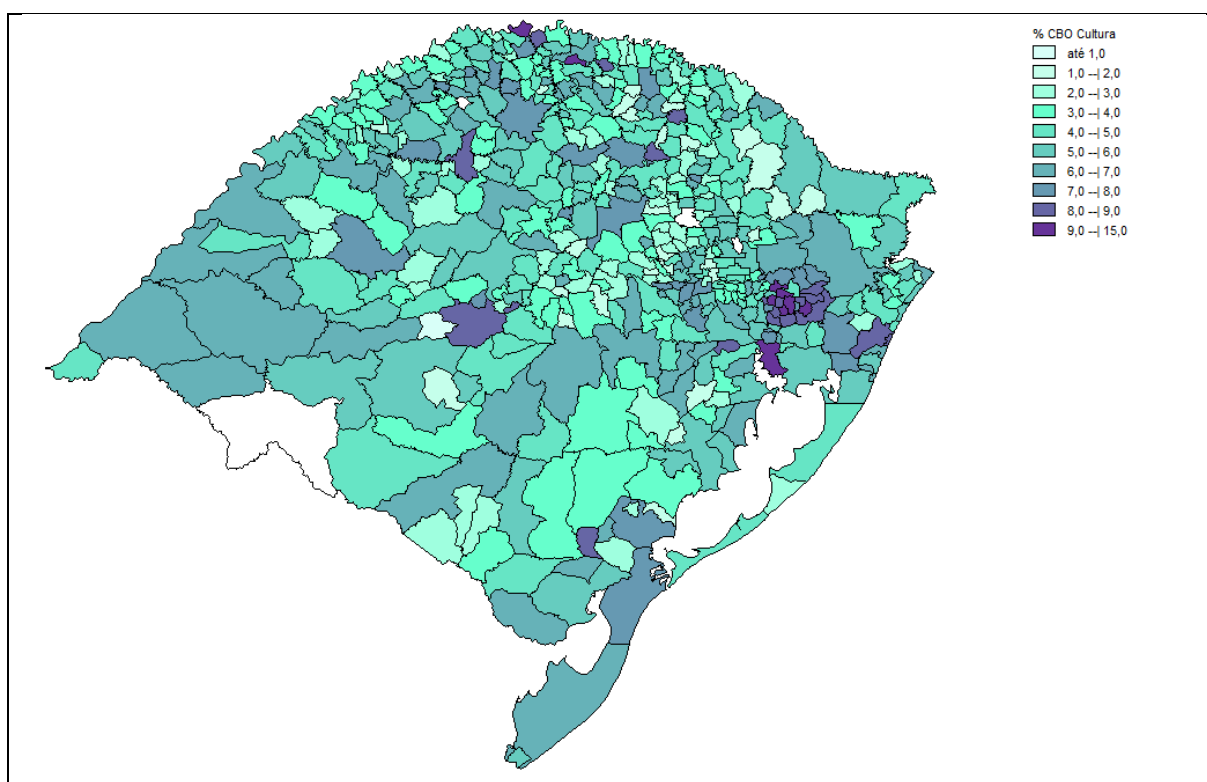 % CBO Cultura
até 1,0
1,0 --| 2,0
2,0 --| 3,0
3,0 --| 4,0
4,0 --| 5,0
5,0 --| 6,0
6,0 --| 7,0
7,0 --| 8,0
8,0 --| 9,0
9,0 --| 15,0